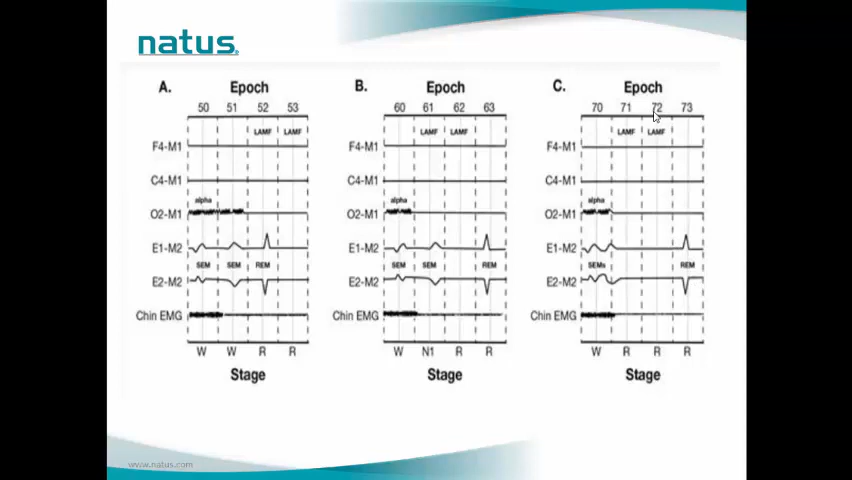 natus®
A. Epoch
50 51 52 53
LAMF LAMF
F4-M1
C4-M1
alpha
O2-M1
E1-M2
SEM SEM REM
E2-M2
Chin EMG
W W R R
Stage
B. Epoch
60 61 62 63
LAMF LAMF
F4-M1
C4-M1
alpha
O2-M1
E1-M2
SEM SEM REM
E2-M2
Chin EMG
W N1 R R
Stage
C. Epoch
70 71 72 73
LAMF LAMF
F4-M1
C4-M1
alpha
O2-M1
E1-M2
SEMs REM
E2-M2
Chin EMG
W R R R
Stage
www.natus.com